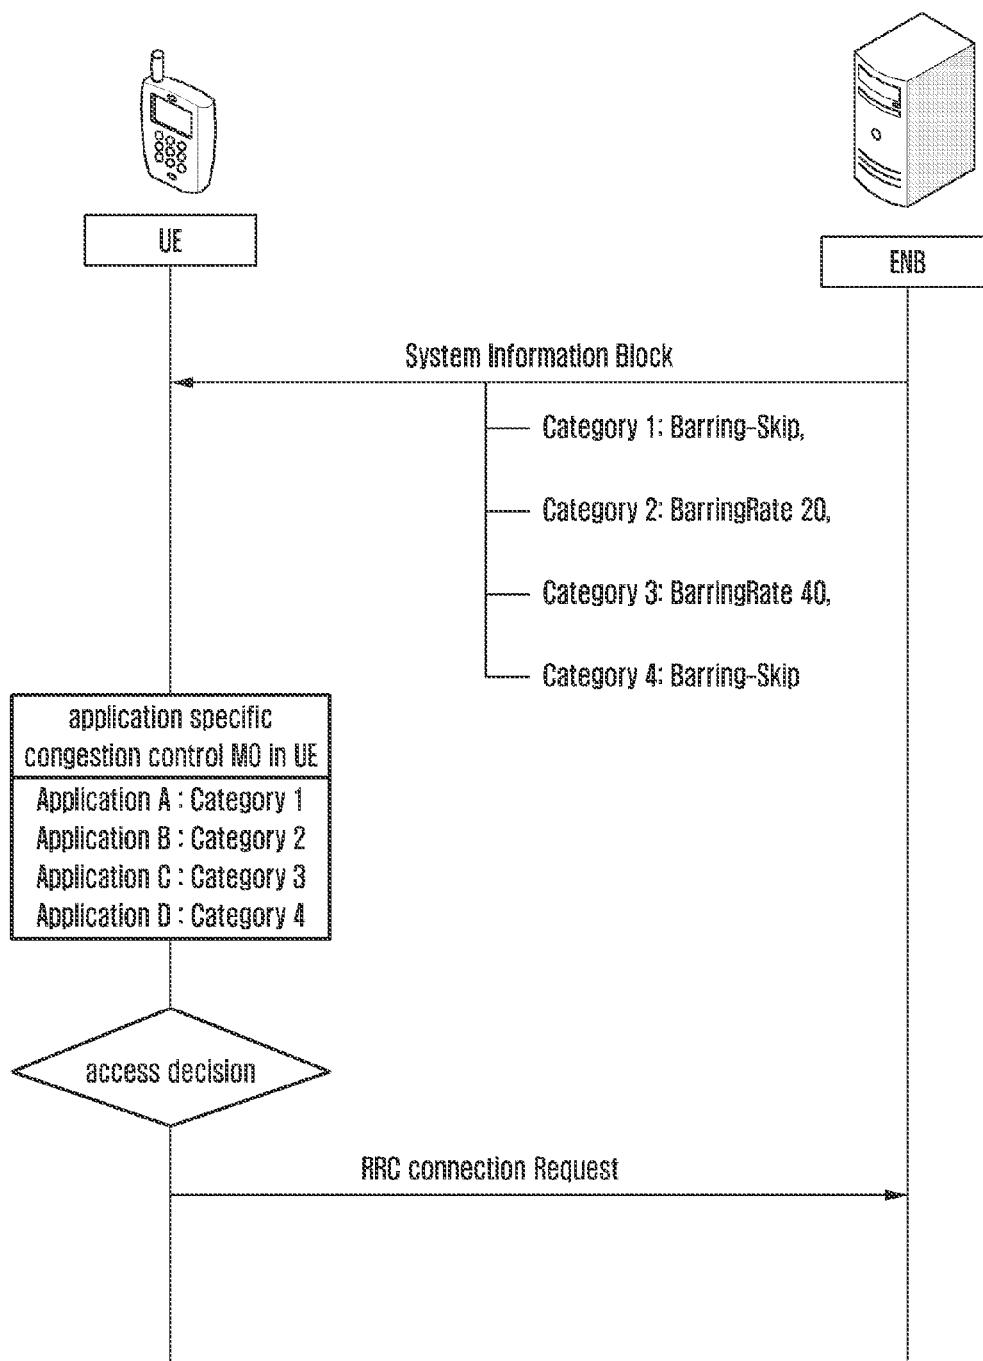 UE
ENB
System Information Block
Category 1: Barring-Skip,
Category 2: BarringRate 20,
Category 3: BarringRate 40,
Category 4: Barring-Skip
application specific
congestion control MO in UE
Application A : Category 1
Application B : Category 2
Application C : Category 3
Application D : Category 4
access decision
RRC connection Request